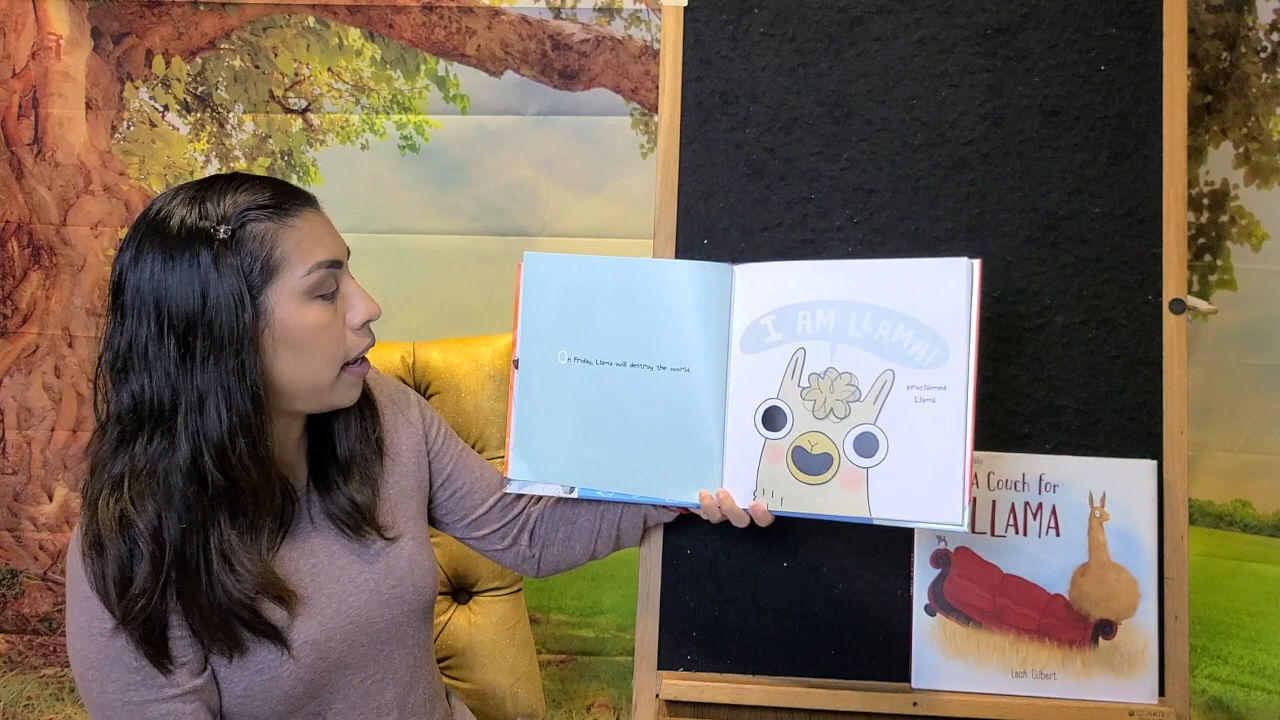 On Friday, Llama will destroy the world.
I AM LLAMA!
proclaimed
Llama.
A Couch for
LLAMA
Leah Gilbert